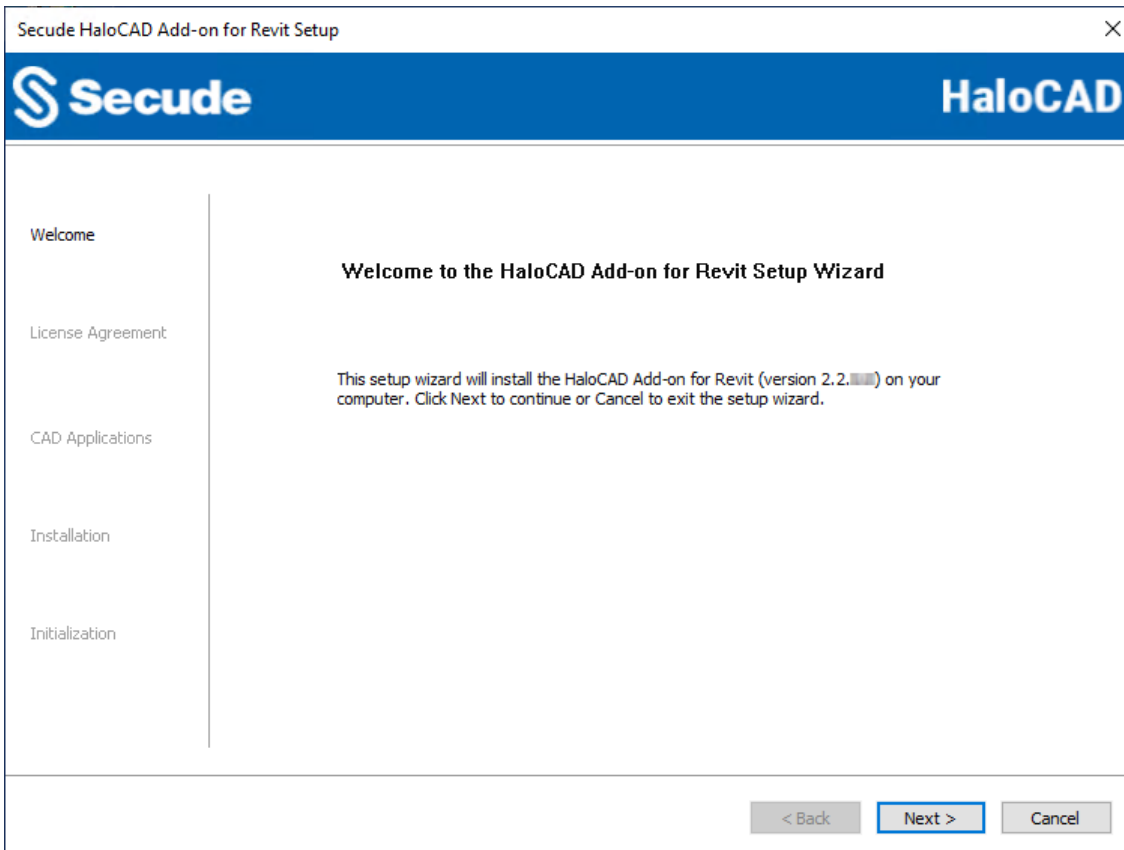 Secude HaloCAD Add-on for Revit Setup
Secude
HaloCAD
Welcome
License Agreement
CAD Applications
Installation
Initialization
Welcome to the HaloCAD Add-on for Revit Setup Wizard
This setup wizard will install the HaloCAD Add-on for Revit (version 2.2. ) on your
computer. Click Next to continue or Cancel to exit the setup wizard.
< Back
Next >
Cancel